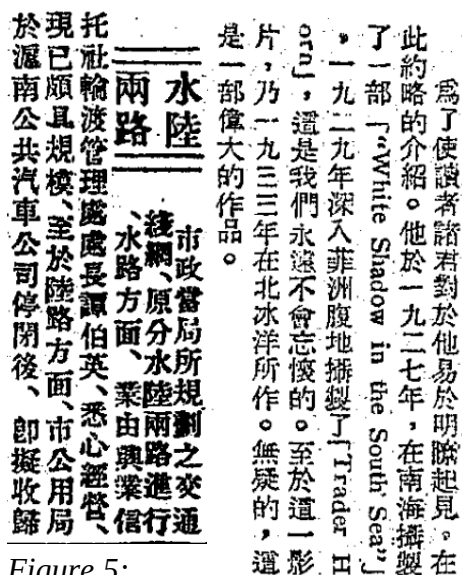 爲了使讀者諸君對於他易於明瞭起見。在
此約略的介紹。他於一九二七年，在南海攝製
了一部「“White Shadow in the South Sea”」
，一九二九年深入菲洲腹地攝製了「Trader H
orn」，這是我們永遠不會忘懷的。至於這一影
片，乃一九三三年在北冰洋所作。無疑的，這
是一部偉大的作品。
水陸
兩路
市政當局所規劃之交通
綫網、原分水陸兩路進行
、水路方面、業由興業信
托社輪渡管理處處長譚伯英、悉心經營、
現已頗具規模、至於陸路方面、市公用局
於滬南公共汽車公司停閉後、卽擬收歸
Figure 5: